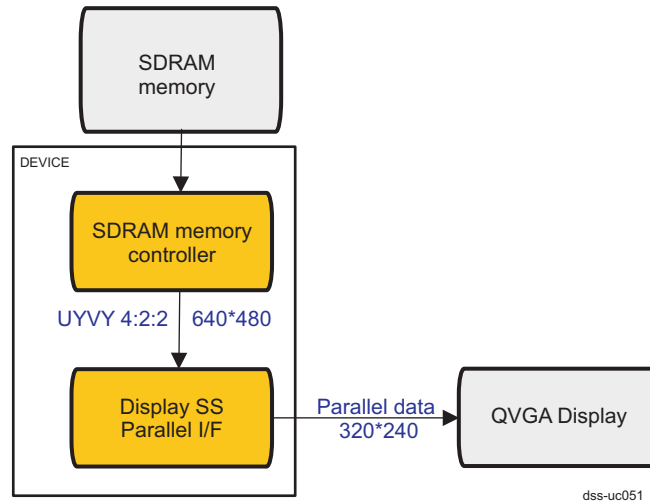 SDRAM
memory
DEVICE
SDRAM memory
controller
UYVY 4:2:2 640*480
Display SS
Parallel I/F
Parallel data
320*240
QVGA Display
dss-uc051